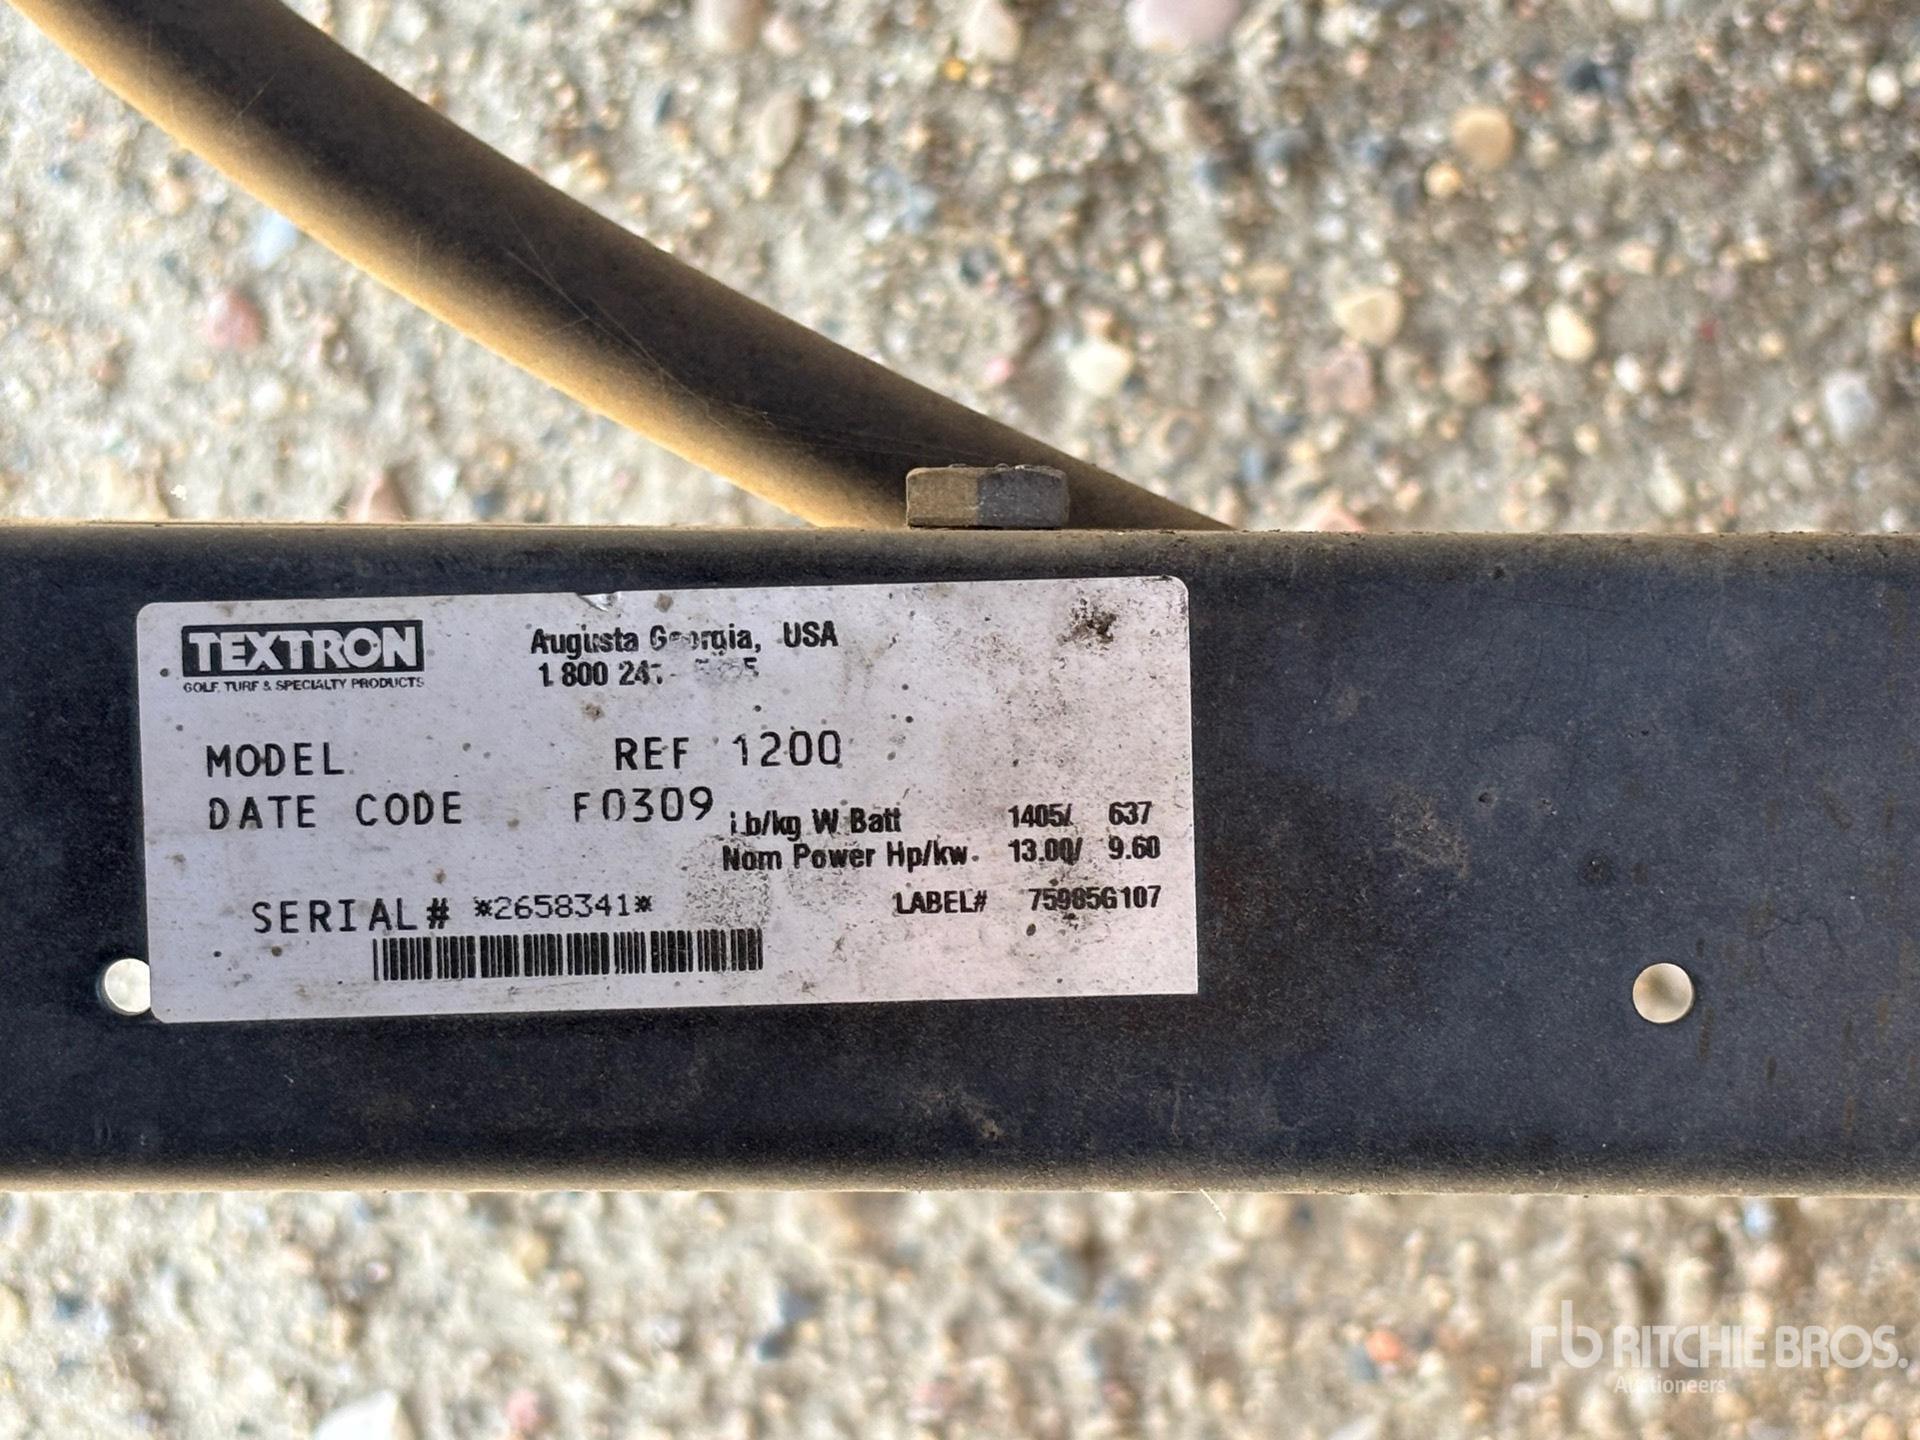 TEXTRON
GOLF, TURF & SPECIALTY PRODUCTS
Augusta Georgia, USA
1 800
MODEL REF 1200
DATE CODE F0309
Lb/kg W Batt 1405/ 637
Nom Power Hp/kw. 13.00/ 9.60
SERIAL# *2658341*
LABEL# 75985G107
rb RITCHIE BROS.
Auctioneers